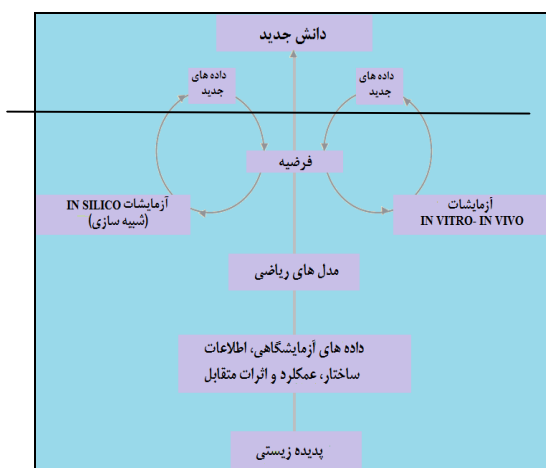 دانش جدید
داده های
جدید
داده های
جدید
فرضیه
آزمایشات
IN VITRO- IN VIVO
آزمایشات IN SILICO
(شبیه سازی)
مدل های ریاضی
داده های آزمایشگاهی، اطلاعات
ساختار، عمکلرد و اثرات متقابل
پدیده زیستی